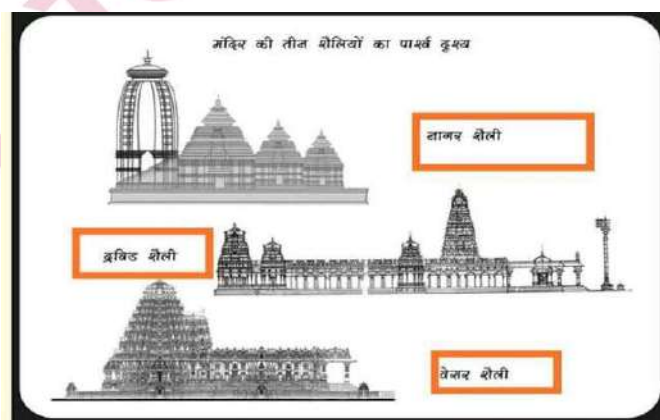 मंदिर की तीन शैलियों का पार्श्व दृश्य
नागर शैली
द्रविड शैली
वेसर शैली